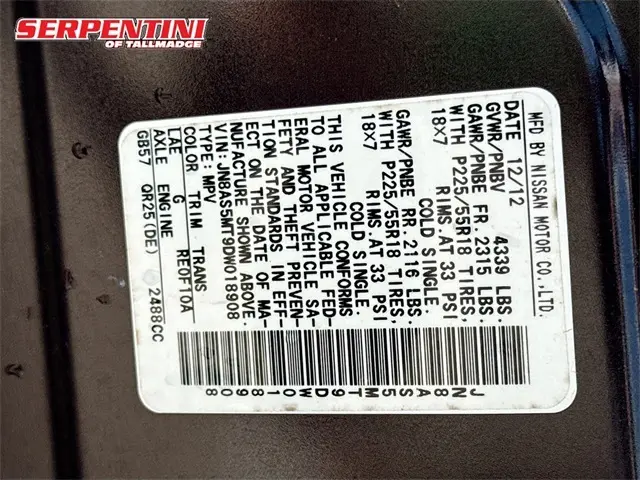 SERPENTINI
OF TALLMADGE
MFD BY NISSAN MOTOR CO.,LTD.
DATE 12/12
GVWR/PNBV 4339 LBS.
GAWR/PNBE FR. 2315 LBS.
WITH P225/55R18 TIRES,
18X7 RIMS.AT 33 PSI
COLD SINGLE.
GAWR/PNBE RR. 2116 LBS.
WITH P225/55R18 TIRES,
18X7 RIMS.AT 33 PSI
COLD SINGLE.
THIS VEHICLE CONFORMS
TO ALL APPLICABLE FED-
ERAL MOTOR VEHICLE SA-
FETY AND THEFT PREVEN-
TION STANDARDS IN EFF-
ECT ON THE DATE OF MA-
NUFACTURE SHOWN ABOVE.
VIN:JN8AS5MT9DW018908
TYPE:MPV
COLOR TRIM TRANS
LAE G RE0F10A
AXLE ENGINE
GB57 QR25(DE) 2488CC
JN8AS5MT9DW018908